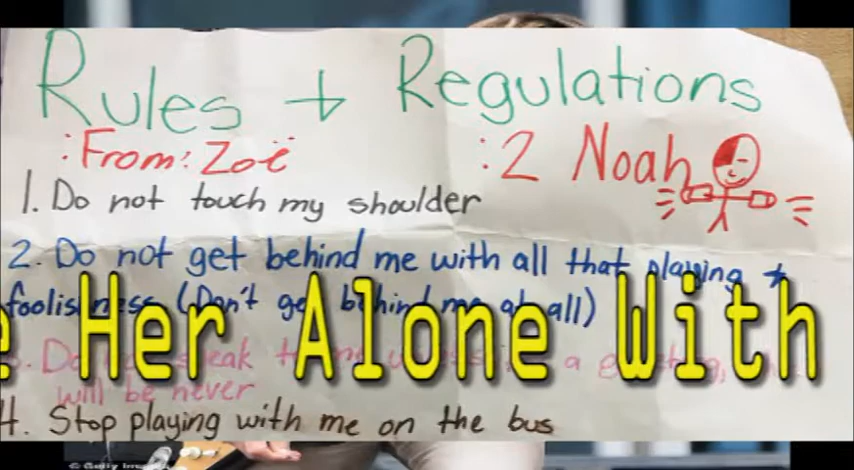 Rules + Regulations
:From: Zoë :2 Noah
1. Do not touch my shoulder
2. Do not get behind me with all that playing +
foolishness (Don't get behind me at all)
Her Alone With
will be never
4. Stop playing with me on the bus